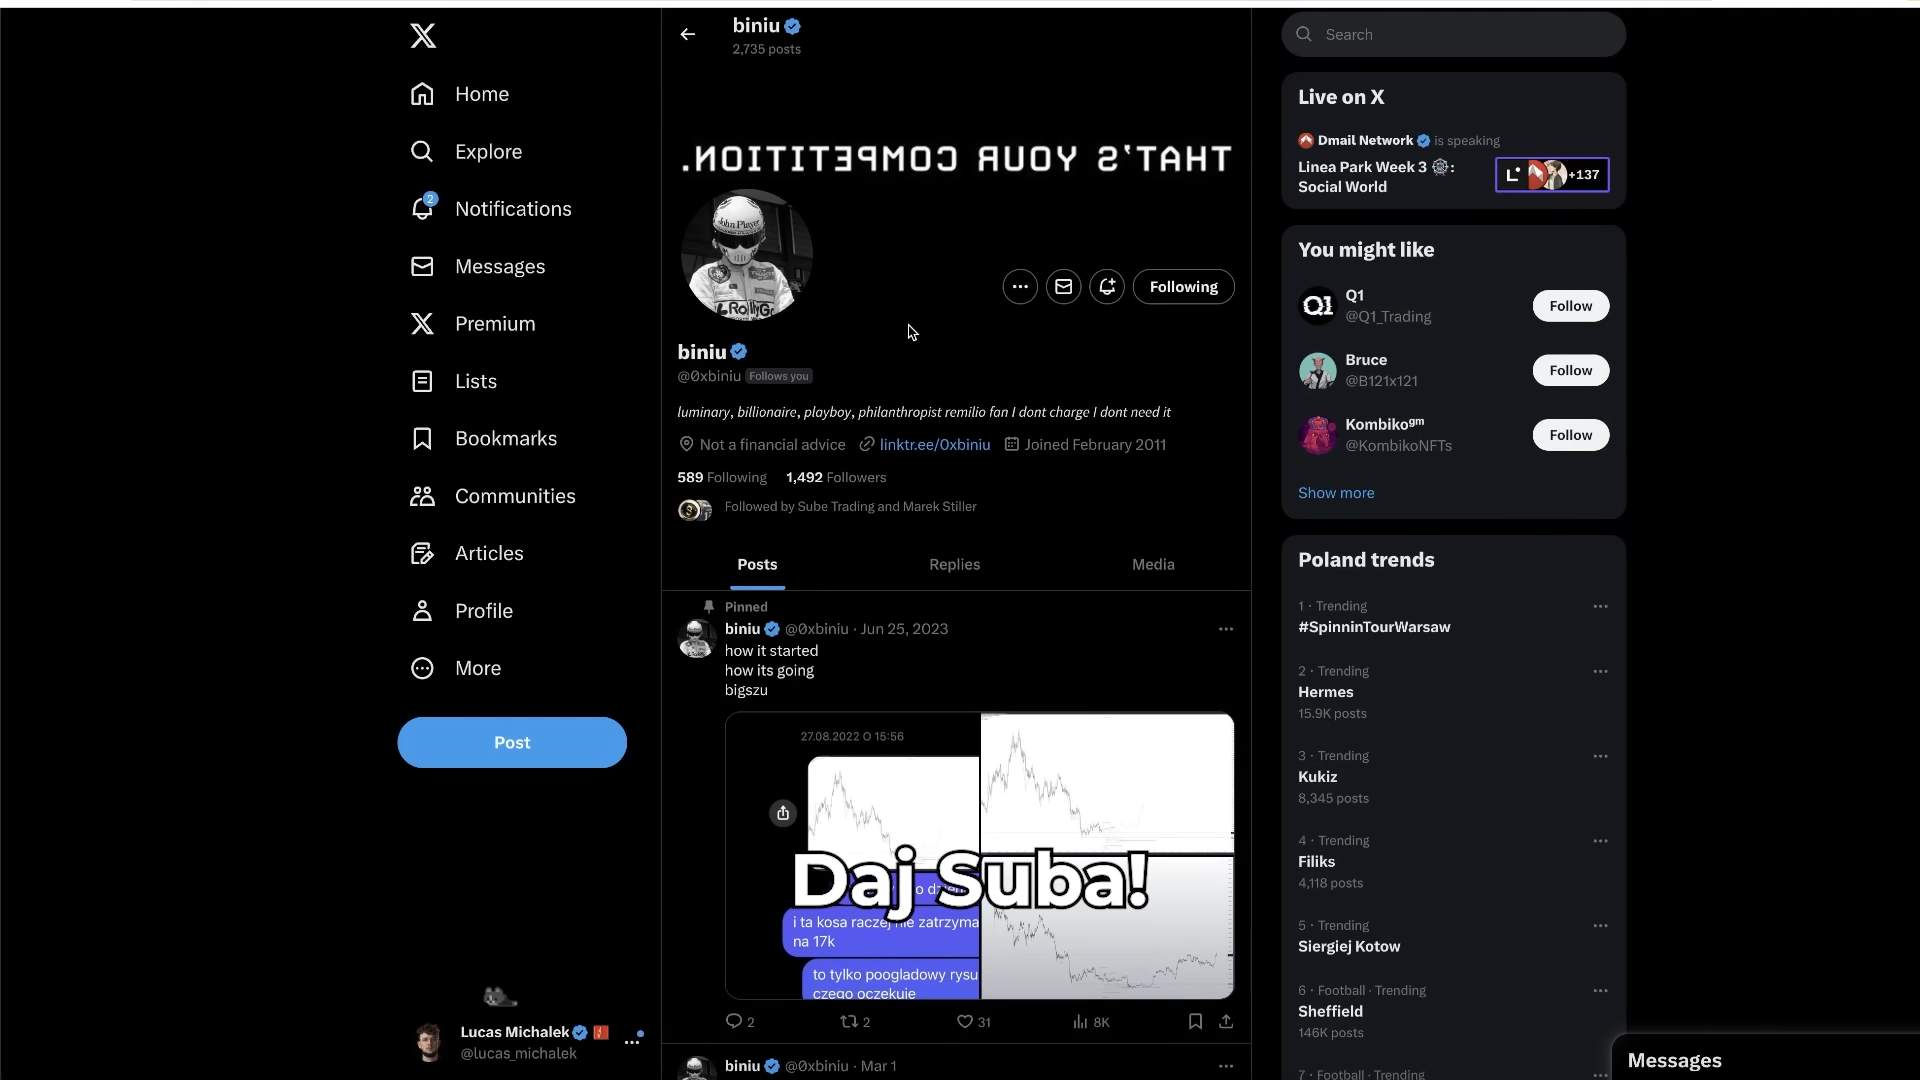 Home
Explore
2
Notifications
Messages
Premium
Lists
Bookmarks
Communities
Articles
Profile
More
Post
Lucas Michalek
@lucas_michalek
biniu
2,735 posts
THAT'S YOUR COMPETITION.
John Player
Following
biniu
@0xbiniu Follows you
luminary, billionaire, playboy, philanthropist remilio fan I dont charge I dont need it
Not a financial advice linktr.ee/0xbiniu Joined February 2011
589 Following 1,492 Followers
Followed by Sube Trading and Marek Stiller
Posts Replies Media
Pinned
biniu @0xbiniu · Jun 25, 2023
how it started
how its going
bigszu
27.08.2022 O 15:56
Daj Suba!
i ta kosa raczej nie zatrzyma
na 17k
to tylko poogladowy rysu
czego oczekuje
2 2 31 8K
biniu @0xbiniu · Mar 1
Search
Live on X
Dmail Network is speaking
Linea Park Week 3 :
Social World
+137
You might like
Q1
@Q1_Trading
Follow
Bruce
@B121x121
Follow
Kombikoᵍᵐ
@KombikoNFTs
Follow
Show more
Poland trends
1 · Trending
#SpinninTourWarsaw
2 · Trending
Hermes
15.9K posts
3 · Trending
Kukiz
8,345 posts
4 · Trending
Filiks
4,118 posts
5 · Trending
Siergiej Kotow
6 · Football · Trending
Sheffield
146K posts
7 · Football · Trending
Messages